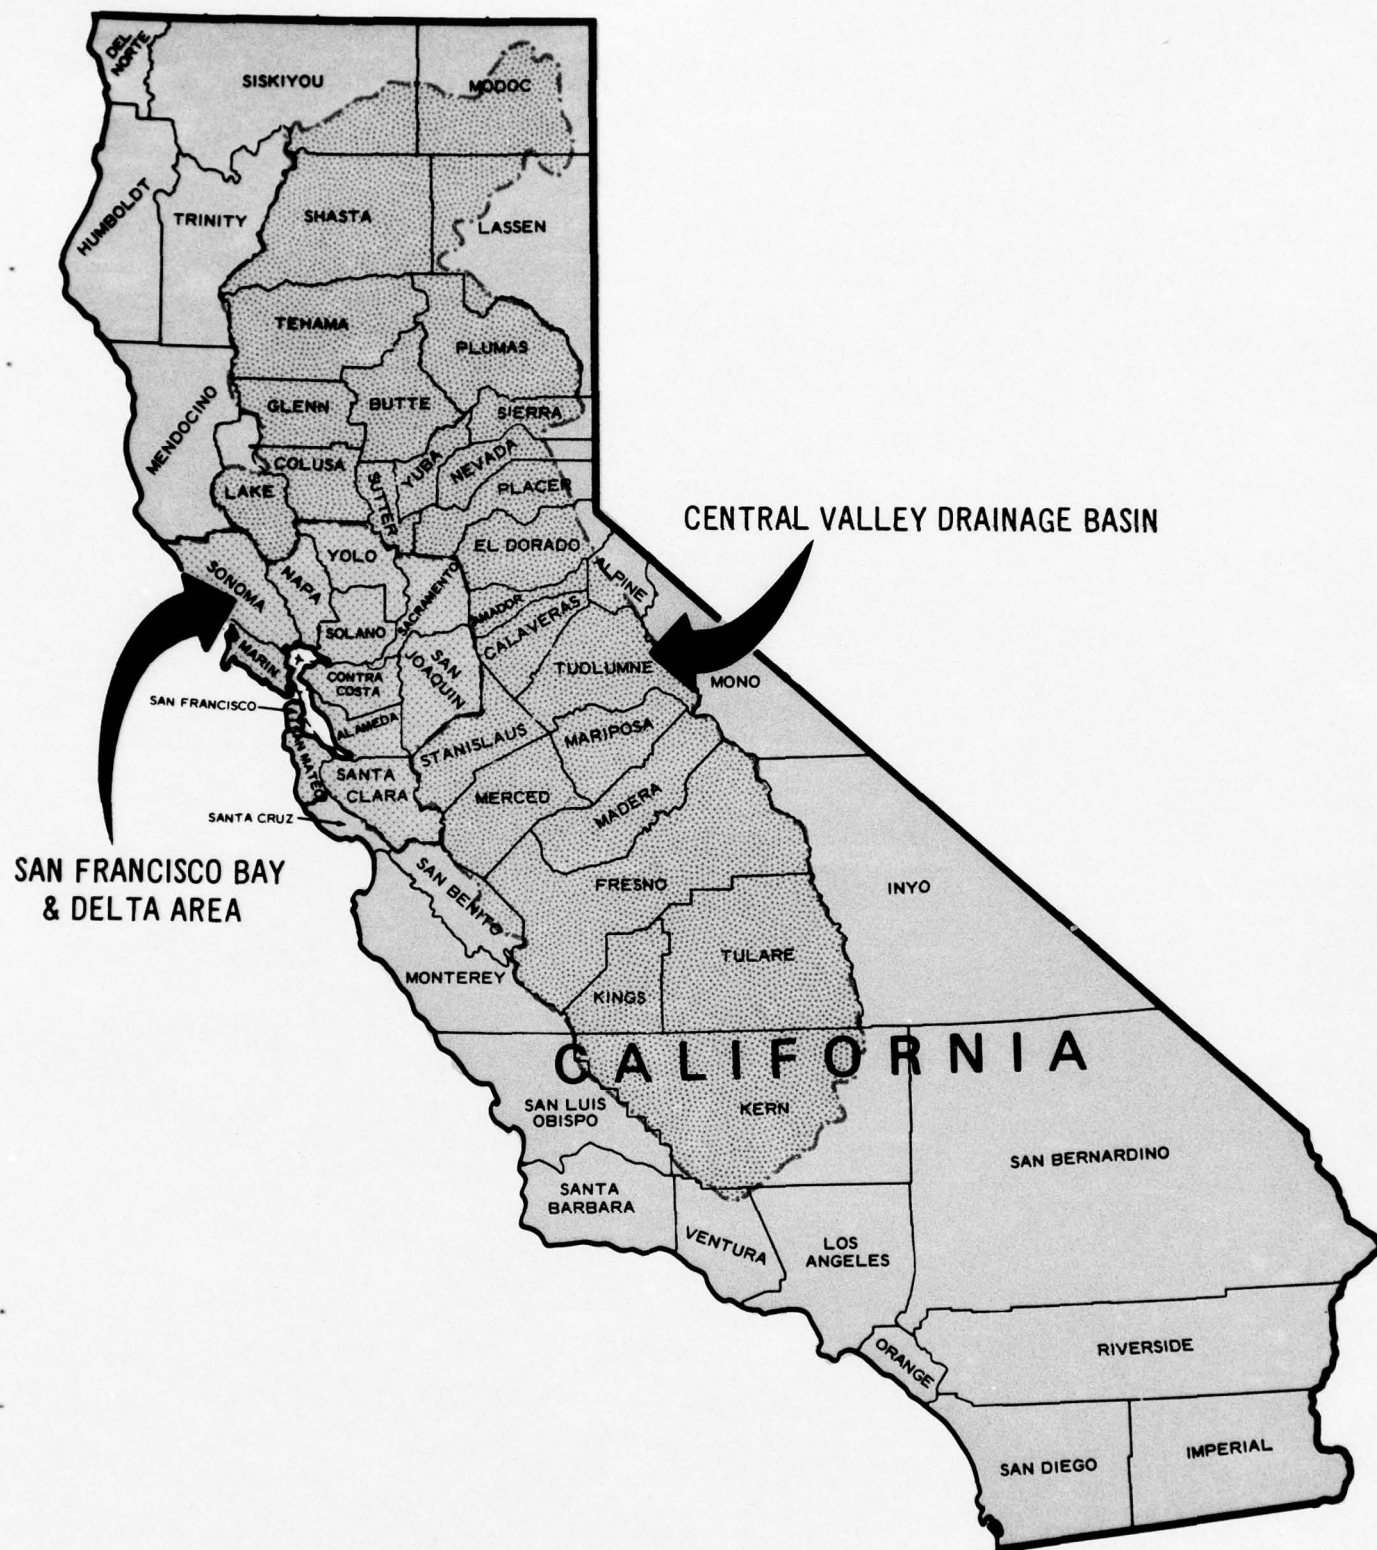 DEL
NORTE
SISKIYOU
MODOC
HUMBOLDT
TRINITY
SHASTA
LASSEN
TEHAMA
PLUMAS
MENDOCINO
GLENN
BUTTE
SIERRA
COLUSA
LAKE
SUTTER
YUBA
NEVADA
PLACER
CENTRAL VALLEY DRAINAGE BASIN
SONOMA
NAPA
YOLO
SACRAMENTO
EL DORADO
ALPINE
AMADOR
CALAVERAS
SOLANO
MARIN
CONTRA
COSTA
SAN
JOAQUIN
TUOLUMNE
MONO
SAN FRANCISCO
ALAMEDA
STANISLAUS
MARIPOSA
SAN MATEO
SANTA
CLARA
MERCED
MADERA
SANTA CRUZ
SAN FRANCISCO BAY
& DELTA AREA
SAN BENITO
FRESNO
INYO
MONTEREY
KINGS
TULARE
CALIFORNIA
SAN LUIS
OBISPO
KERN
SAN BERNARDINO
SANTA
BARBARA
VENTURA
LOS
ANGELES
ORANGE
RIVERSIDE
SAN DIEGO
IMPERIAL